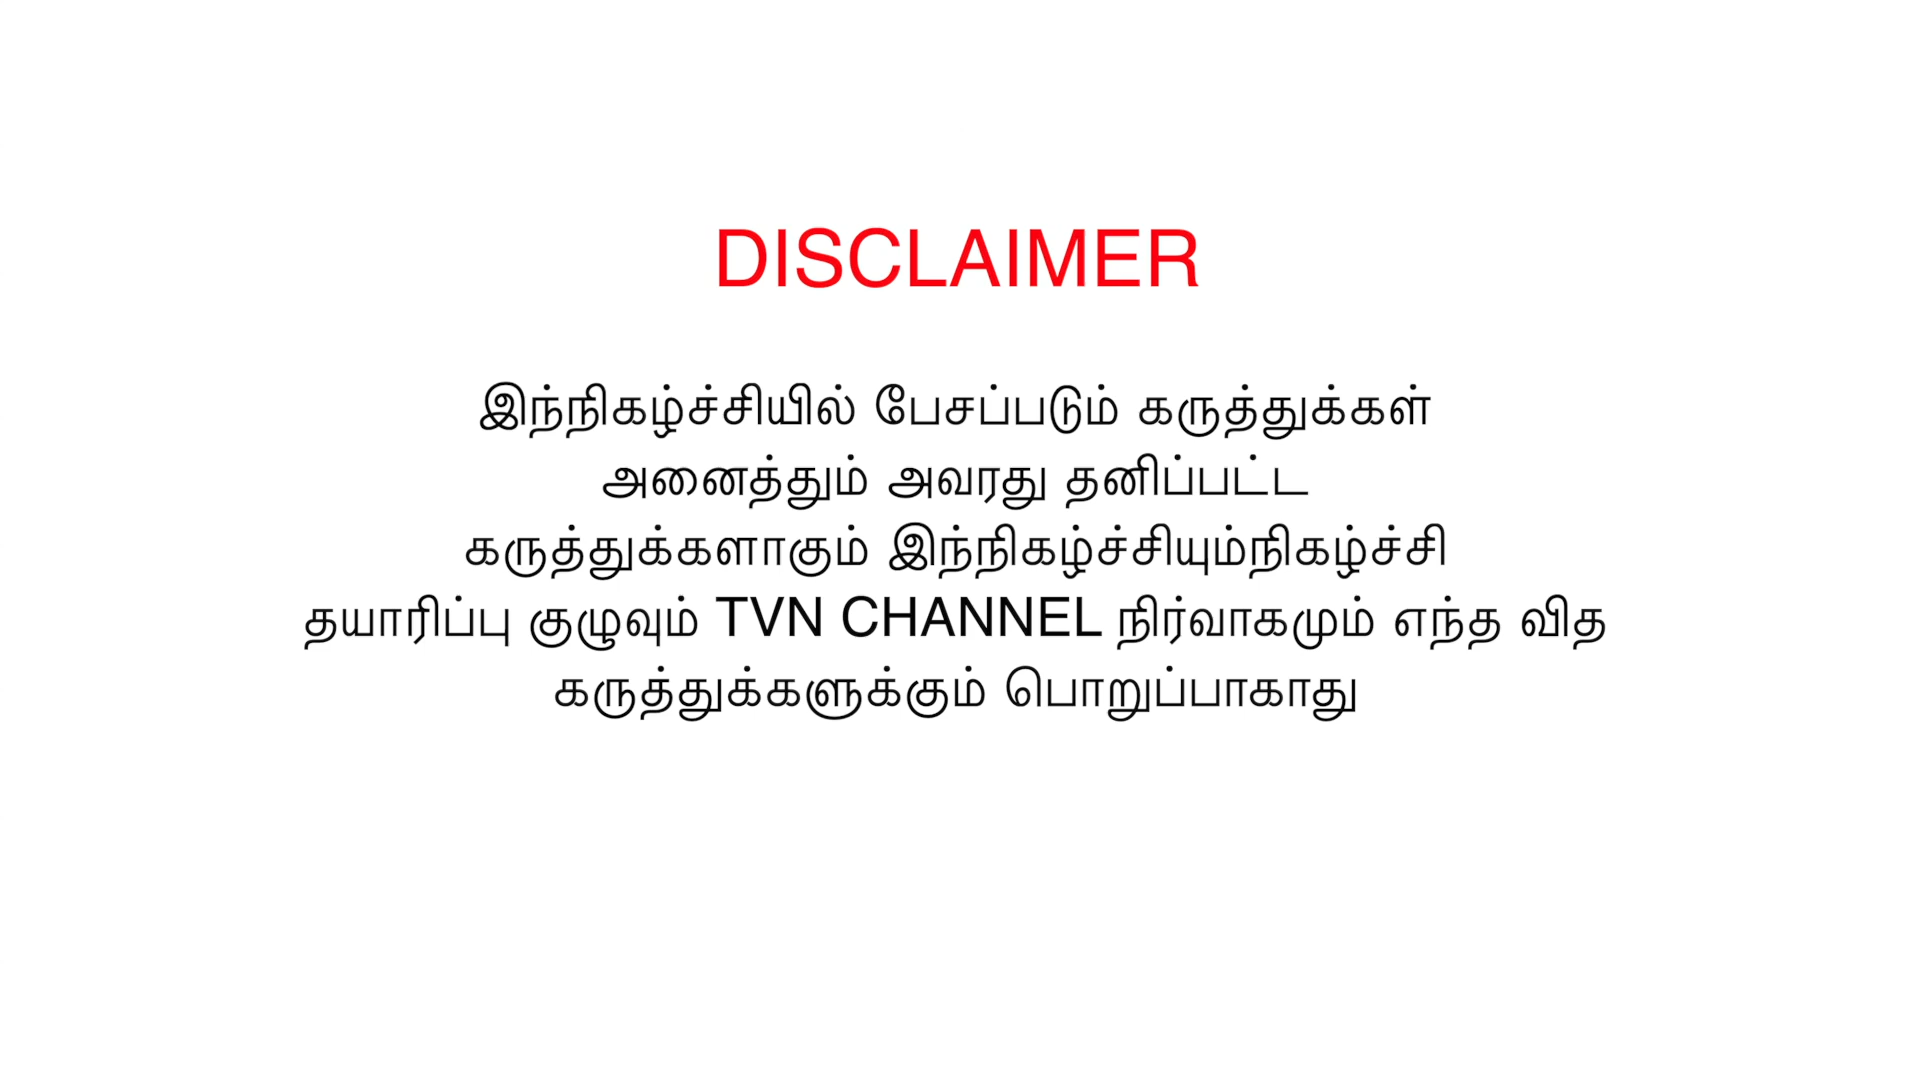 DISCLAIMER
இந்நிகழ்ச்சியில் பேசப்படும் கருத்துக்கள்
அனைத்தும் அவரது தனிப்பட்ட
கருத்துக்களாகும் இந்நிகழ்ச்சியும்நிகழ்ச்சி
தயாரிப்பு குழுவும் TVN CHANNEL நிர்வாகமும் எந்த வித
கருத்துக்களுக்கும் பொறுப்பாகாது